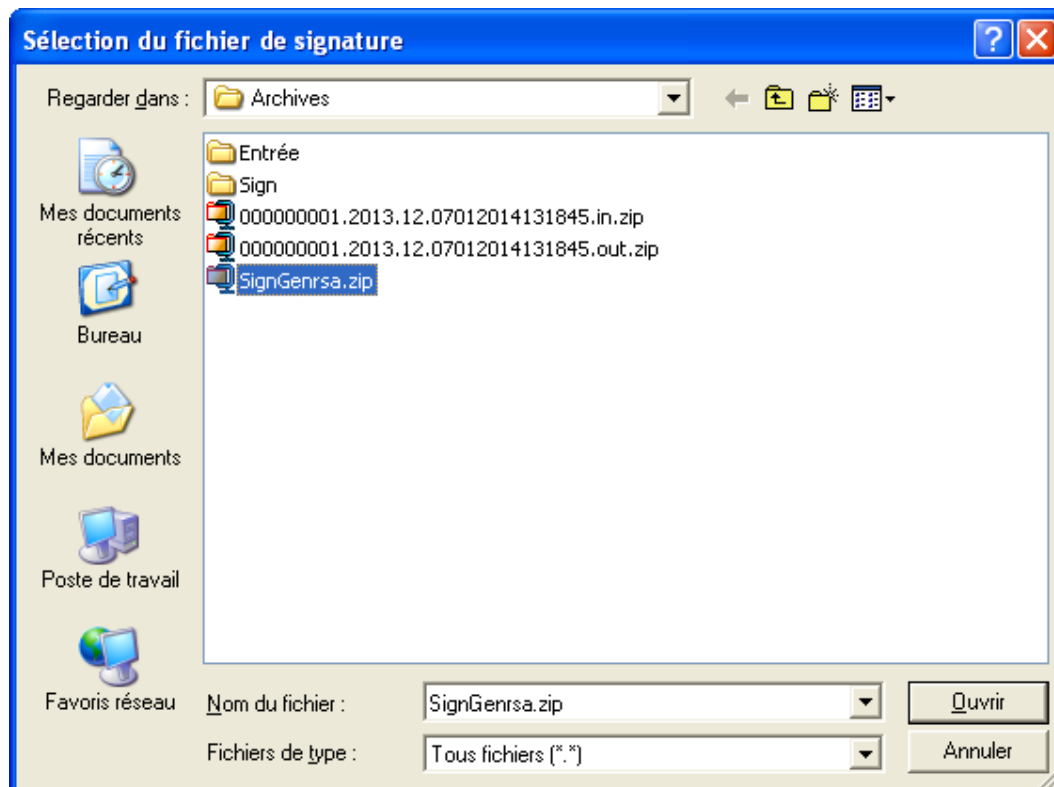 Sélection du fichier de signature
Regarder dans : Archives
Entrée
Sign
000000001.2013.12.07012014131845.in.zip
000000001.2013.12.07012014131845.out.zip
SignGenrsa.zip
Mes documents
récents
Bureau
Mes documents
Poste de travail
Favoris réseau
Nom du fichier : SignGenrsa.zip Ouvrir
Fichiers de type : Tous fichiers (*.*) Annuler